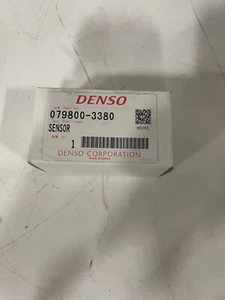 DENSO
079800-3380
SENSOR
1
DENSO CORPORATION